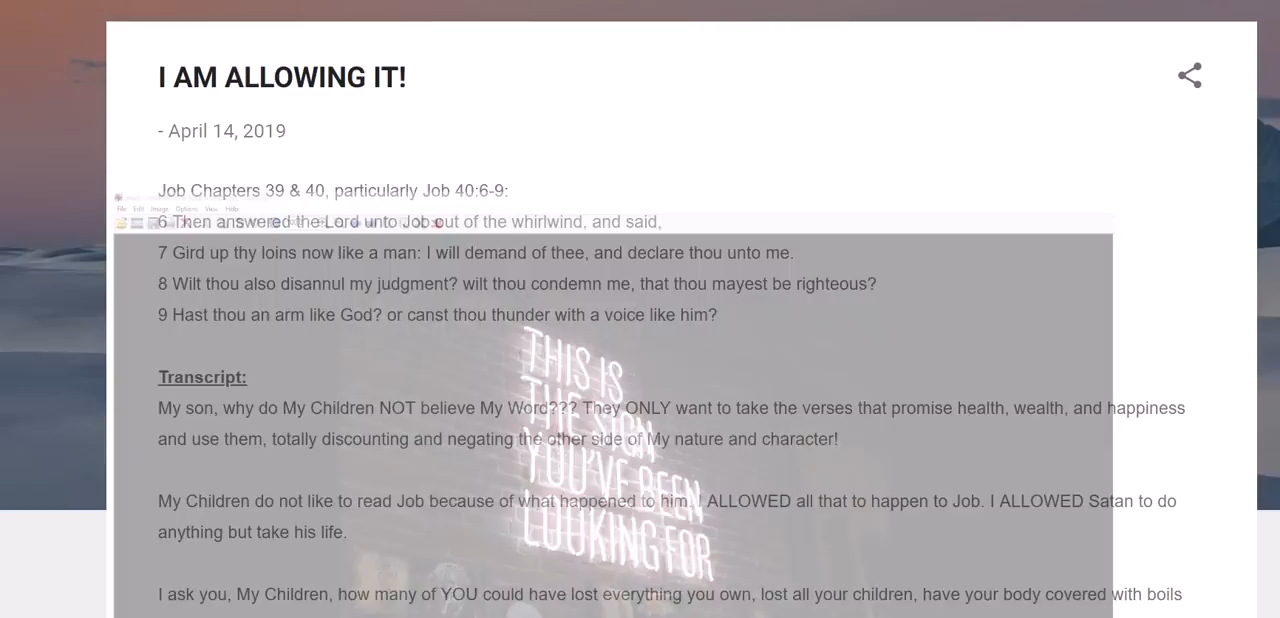 I AM ALLOWING IT!
- April 14, 2019
Job Chapters 39 & 40, particularly Job 40:6-9:
File Edit Image Options View Help
6 Then answered the Lord unto Job out of the whirlwind, and said,
7 Gird up thy loins now like a man: I will demand of thee, and declare thou unto me.
8 Wilt thou also disannul my judgment? wilt thou condemn me, that thou mayest be righteous?
9 Hast thou an arm like God? or canst thou thunder with a voice like him?
Transcript:
My son, why do My Children NOT believe My Word??? They ONLY want to take the verses that promise health, wealth, and happiness
and use them, totally discounting and negating the other side of My nature and character!
My Children do not like to read Job because of what happened to him. I ALLOWED all that to happen to Job. I ALLOWED Satan to do
anything but take his life.
I ask you, My Children, how many of YOU could have lost everything you own, lost all your children, have your body covered with boils
THIS IS
THE SIGN
YOU'VE BEEN
LOOKING FOR